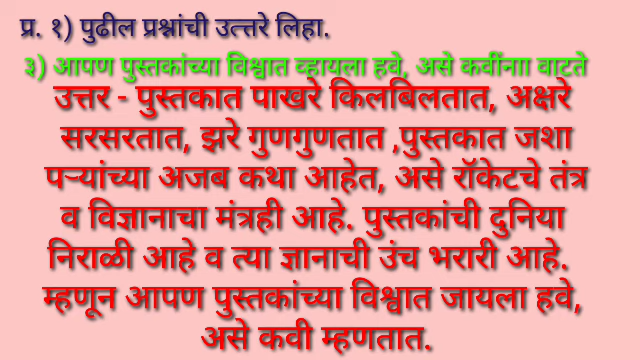 प्र. १) पुढील प्रश्नांची उत्त्तरे लिहा.
३) आपण पुस्तकांच्या विश्वात व्हायला हवे, असे कवींनाा वाटते
उत्तर - पुस्तकात पाखरे किलबिलतात, अक्षरे
सरसरतात, झरे गुणगुणतात ,पुस्तकात जशा
पऱ्यांच्या अजब कथा आहेत, असे रॉकेटचे तंत्र
व विज्ञानाचा मंत्रही आहे. पुस्तकांची दुनिया
निराळी आहे व त्या ज्ञानाची उंच भरारी आहे.
म्हणून आपण पुस्तकांच्या विश्वात जायला हवे,
असे कवी म्हणतात.